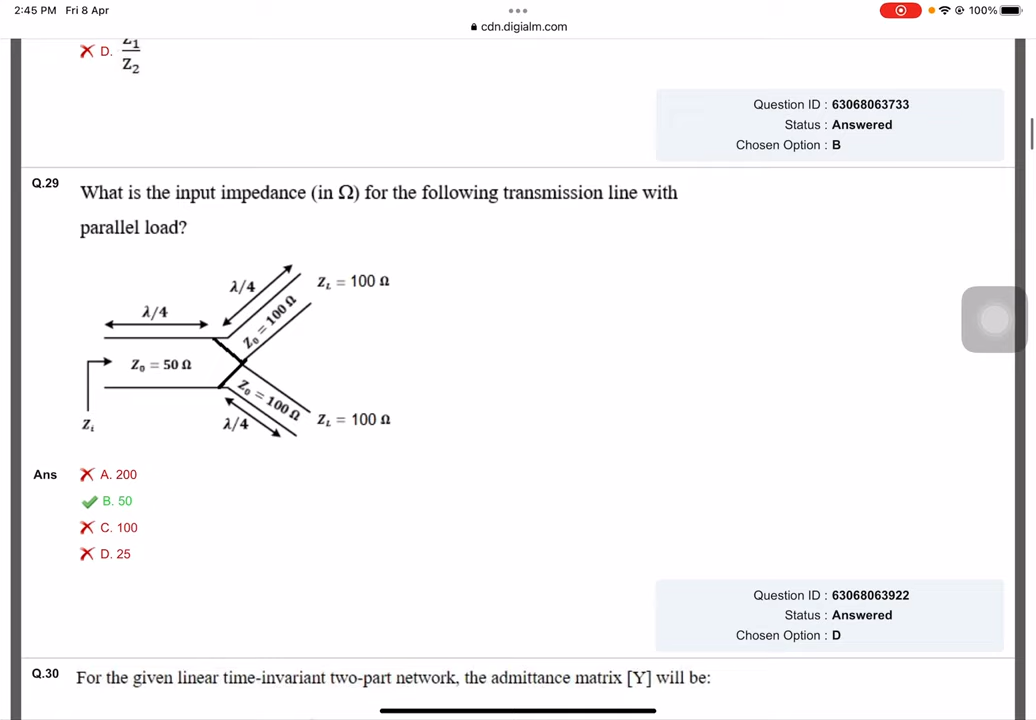 2:45 PM Fri 8 Apr
100%
cdn.digialm.com
D. Z1/Z2
Question ID : 63068063733
Status : Answered
Chosen Option : B
Q.29 What is the input impedance (in Ω) for the following transmission line with
parallel load?
λ/4
Z_L = 100 Ω
Z₀ = 100 Ω
λ/4
Z₀ = 50 Ω
Z₀ = 100 Ω
Z_L = 100 Ω
λ/4
Z_i
Ans A. 200
B. 50
C. 100
D. 25
Question ID : 63068063922
Status : Answered
Chosen Option : D
Q.30 For the given linear time-invariant two-part network, the admittance matrix [Y] will be: